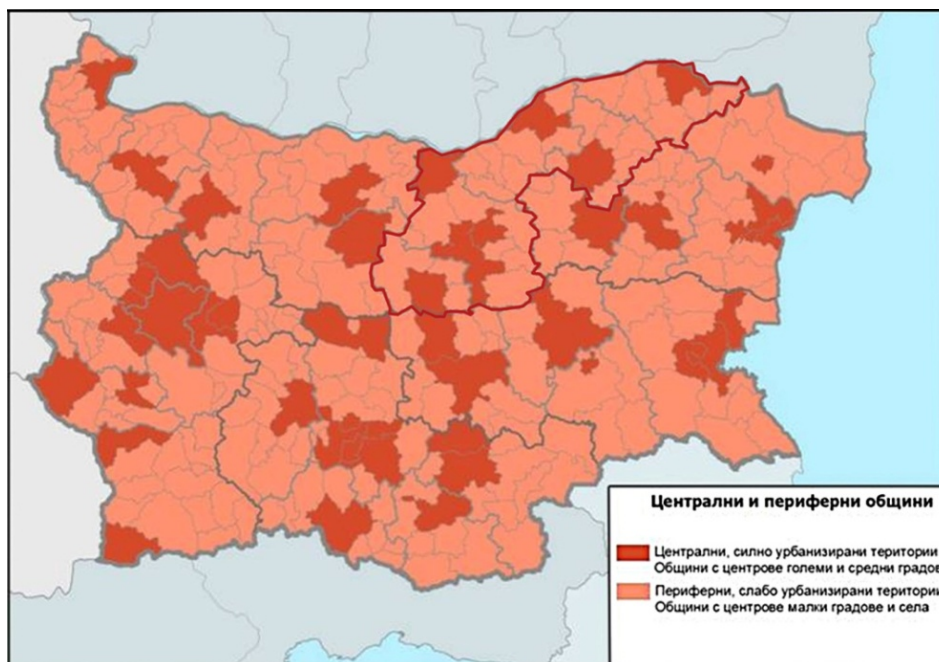 Централни и периферни общини
Централни, силно урбанизирани територии
Общини с центрове големи и средни градов
Периферни, слабо урбанизирани територии
Общини с центрове малки градове и села